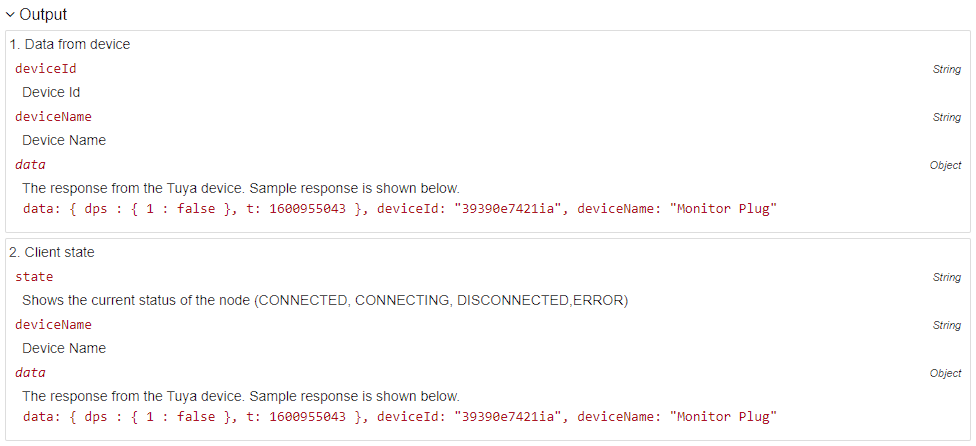 Output
1. Data from device
deviceId String
Device Id
deviceName String
Device Name
data Object
The response from the Tuya device. Sample response is shown below.
data: { dps : { 1 : false }, t: 1600955043 }, deviceId: "39390e7421ia", deviceName: "Monitor Plug"
2. Client state
state String
Shows the current status of the node (CONNECTED, CONNECTING, DISCONNECTED,ERROR)
deviceName String
Device Name
data Object
The response from the Tuya device. Sample response is shown below.
data: { dps : { 1 : false }, t: 1600955043 }, deviceId: "39390e7421ia", deviceName: "Monitor Plug"